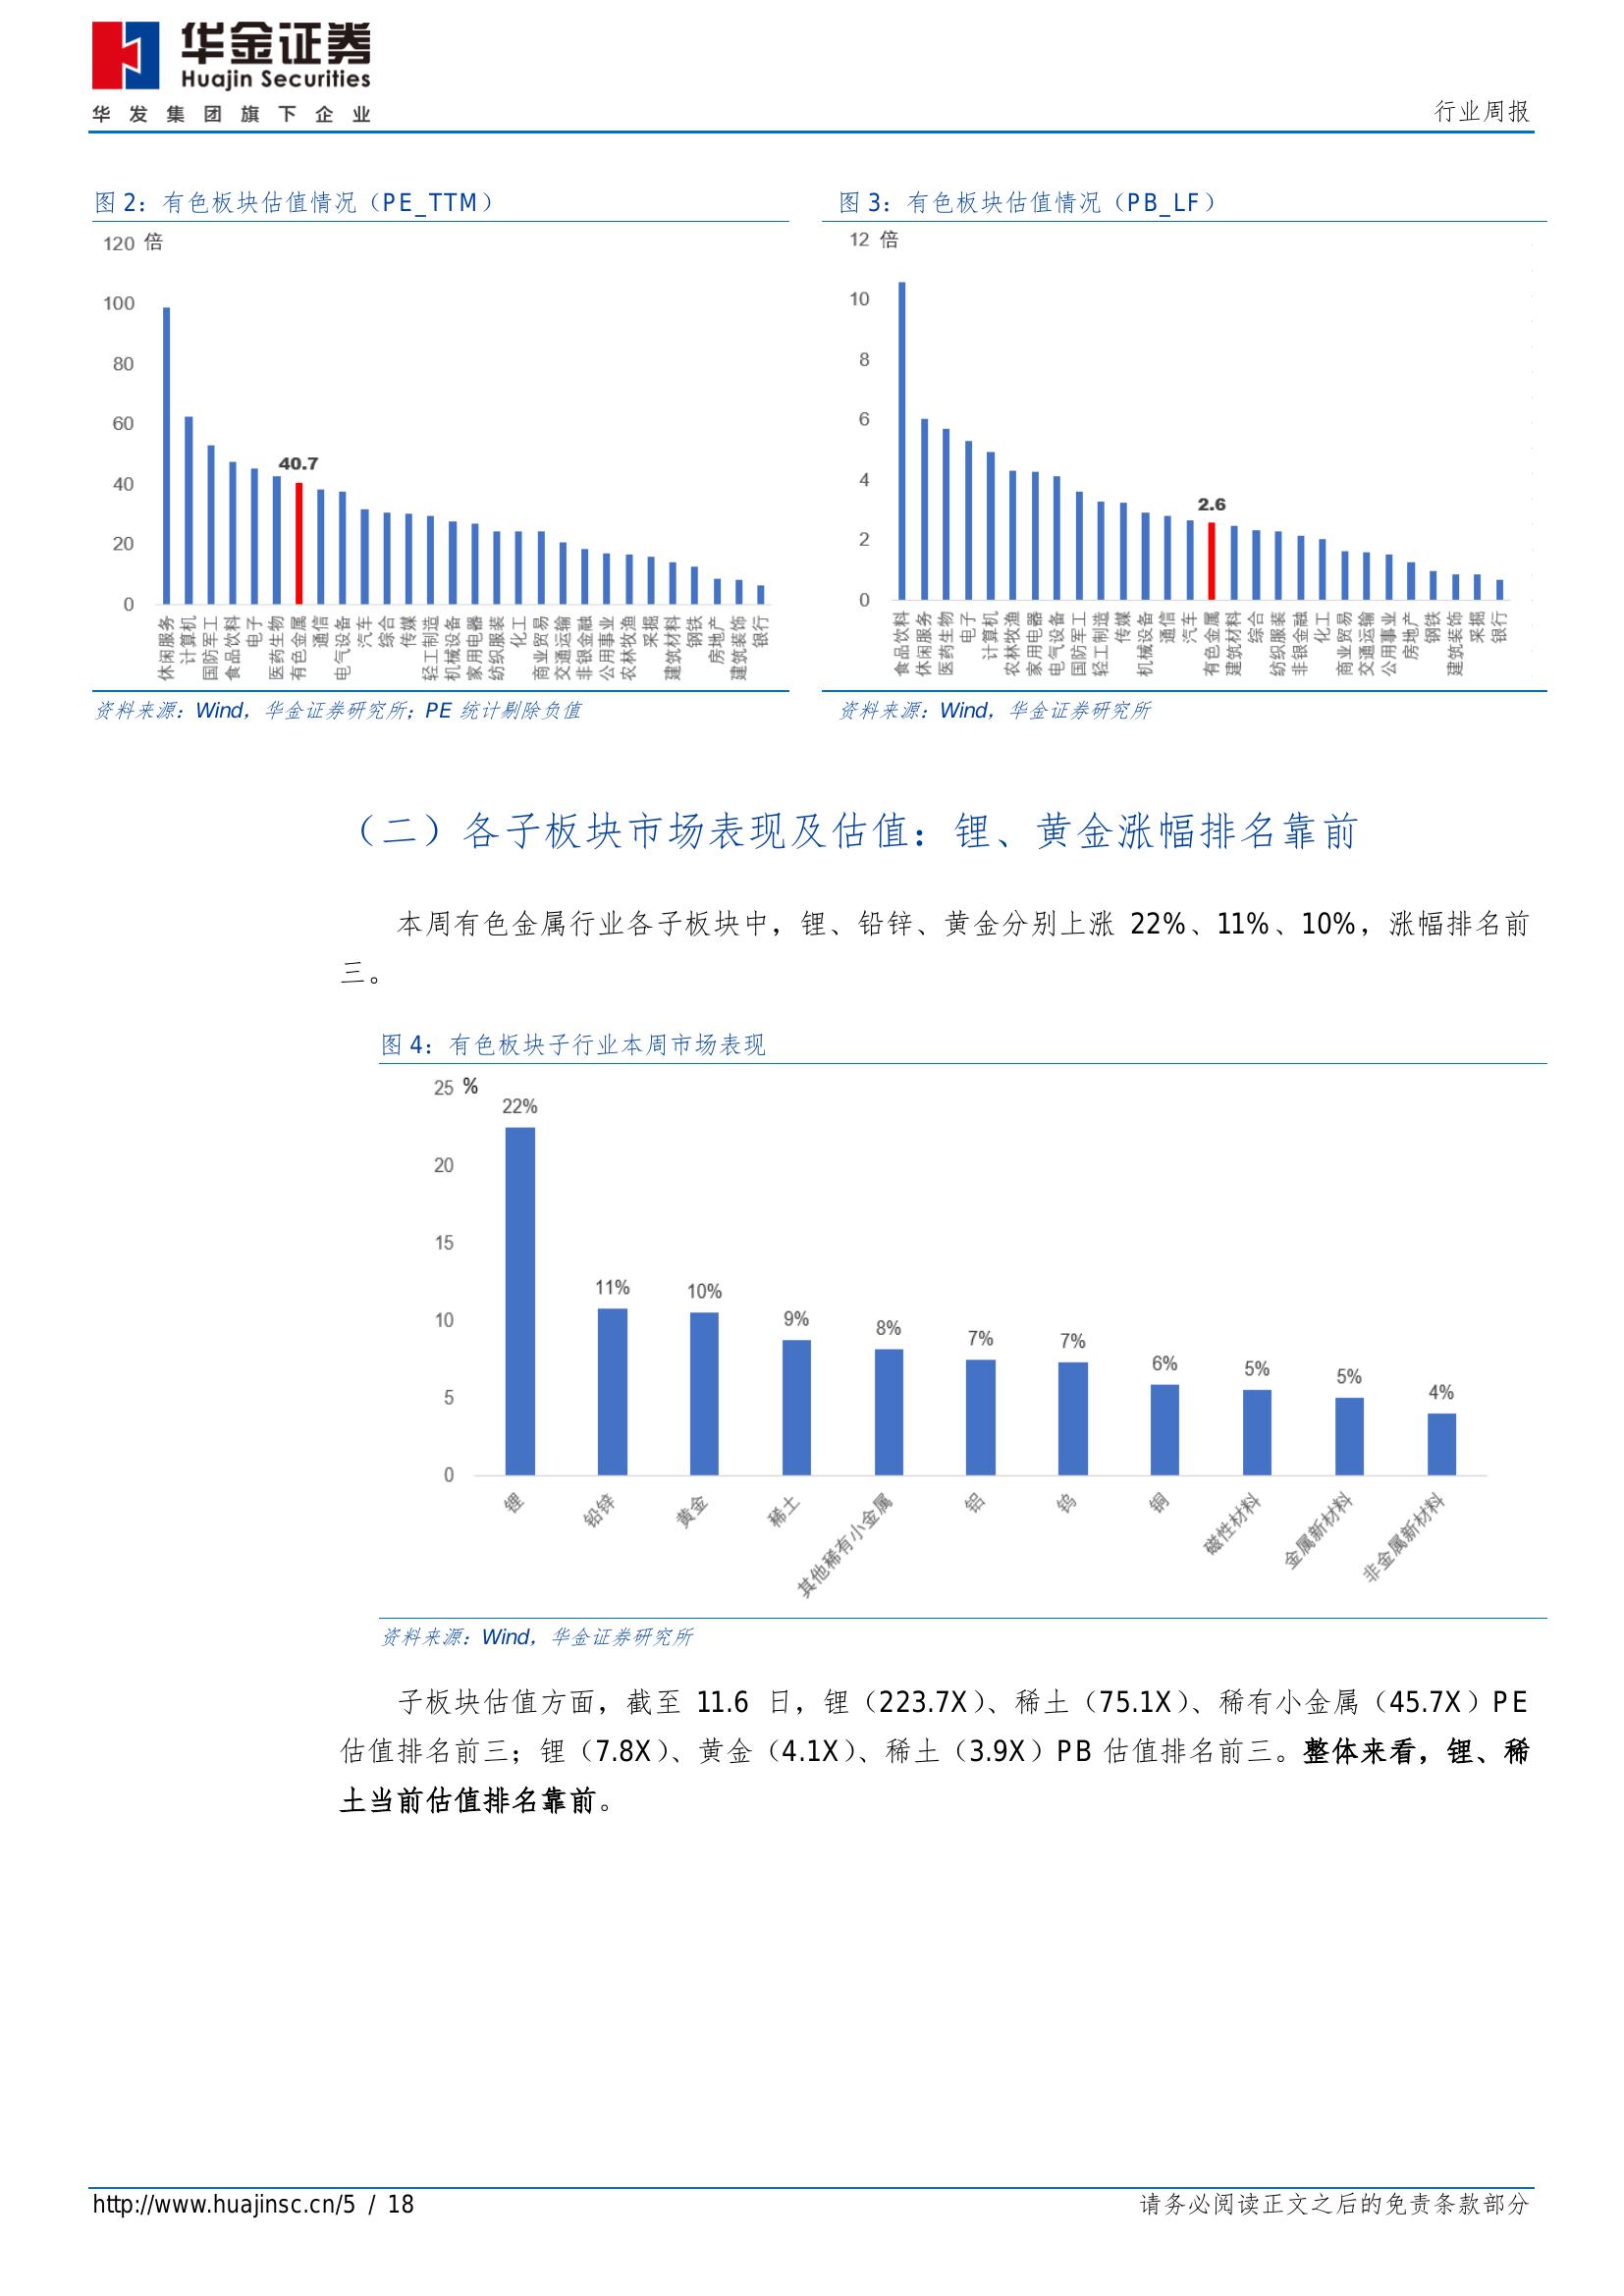 华金证券
Huajin Securities
华发集团旗下企业
行业周报
图 2：有色板块估值情况（PE_TTM）
120 倍
100
80
60
40
20
0
40.7
休闲服务
计算机
国防军工
食品饮料
电子
医药生物
有色金属
通信
电气设备
汽车
综合
传媒
轻工制造
机械设备
家用电器
纺织服装
化工
商业贸易
交通运输
非银金融
公用事业
农林牧渔
采掘
建筑材料
钢铁
房地产
建筑装饰
银行
资料来源：Wind，华金证券研究所；PE 统计剔除负值
图 3：有色板块估值情况（PB_LF）
12 倍
10
8
6
4
2
0
2.6
食品饮料
休闲服务
医药生物
电子
计算机
农林牧渔
家用电器
电气设备
国防军工
轻工制造
传媒
机械设备
通信
汽车
有色金属
建筑材料
综合
纺织服装
非银金融
化工
商业贸易
交通运输
公用事业
房地产
钢铁
建筑装饰
采掘
银行
资料来源：Wind，华金证券研究所
（二）各子板块市场表现及估值：锂、黄金涨幅排名靠前
本周有色金属行业各子板块中，锂、铅锌、黄金分别上涨 22%、11%、10%，涨幅排名前
三。
图 4：有色板块子行业本周市场表现
25 %
20
15
10
5
0
22%
11%
10%
9%
8%
7%
7%
6%
5%
5%
4%
锂
铅锌
黄金
稀土
其他稀有小金属
铝
钨
铜
磁性材料
金属新材料
非金属新材料
资料来源：Wind，华金证券研究所
子板块估值方面，截至 11.6 日，锂（223.7X）、稀土（75.1X）、稀有小金属（45.7X）PE
估值排名前三；锂（7.8X）、黄金（4.1X）、稀土（3.9X）PB 估值排名前三。整体来看，锂、稀
土当前估值排名靠前。
http://www.huajinsc.cn/5 / 18
请务必阅读正文之后的免责条款部分